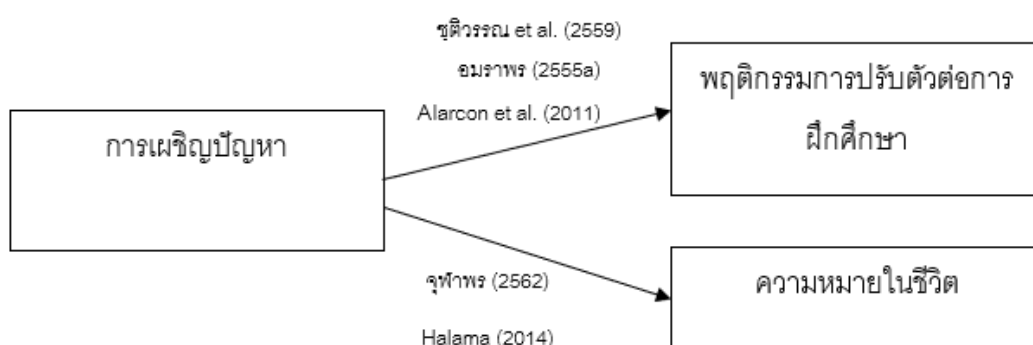 ชุติวรรณ et al. (2559)
อมราพร (2555a)
Alarcon et al. (2011)
พฤติกรรมการปรับตัวต่อการ
ฝึกศึกษา
การเผชิญปัญหา
จุฬาพร (2562)
Halama (2014)
ความหมายในชีวิต